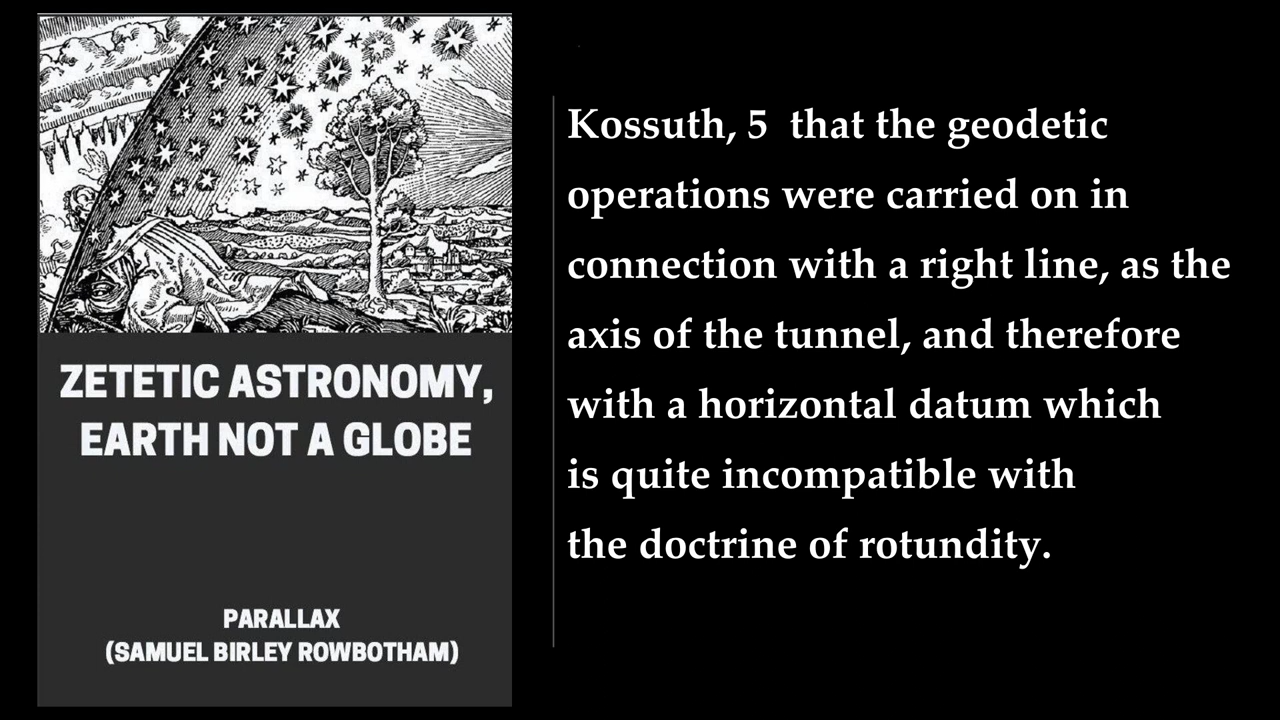 ZETETIC ASTRONOMY,
EARTH NOT A GLOBE
PARALLAX
(SAMUEL BIRLEY ROWBOTHAM)
Kossuth, 5 that the geodetic
operations were carried on in
connection with a right line, as the
axis of the tunnel, and therefore
with a horizontal datum which
is quite incompatible with
the doctrine of rotundity.